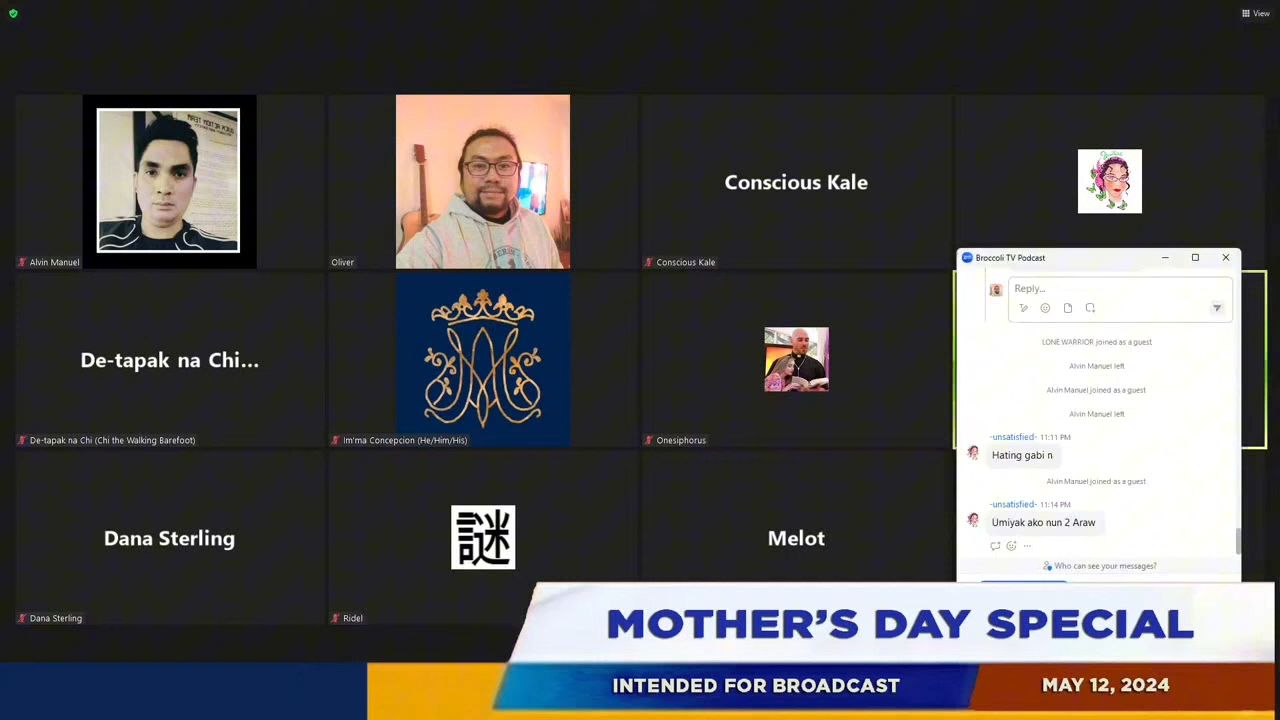 View
Alvin Manuel
Oliver
Conscious Kale
Conscious Kale
De-tapak na Chi...
De-tapak na Chi (Chi the Walking Barefoot)
Im'ma Concepcion (He/Him/His)
Onesiphorus
Dana Sterling
Dana Sterling
謎
Ridel
Melot
Broccoli TV Podcast
Reply...
LONE WARRIOR joined as a guest
Alvin Manuel left
Alvin Manuel joined as a guest
Alvin Manuel left
-unsatisfied- 11:11 PM
Hating gabi n
Alvin Manuel joined as a guest
-unsatisfied- 11:14 PM
Umiyak ako nun 2 Araw
Who can see your messages?
MOTHER'S DAY SPECIAL
INTENDED FOR BROADCAST
MAY 12, 2024